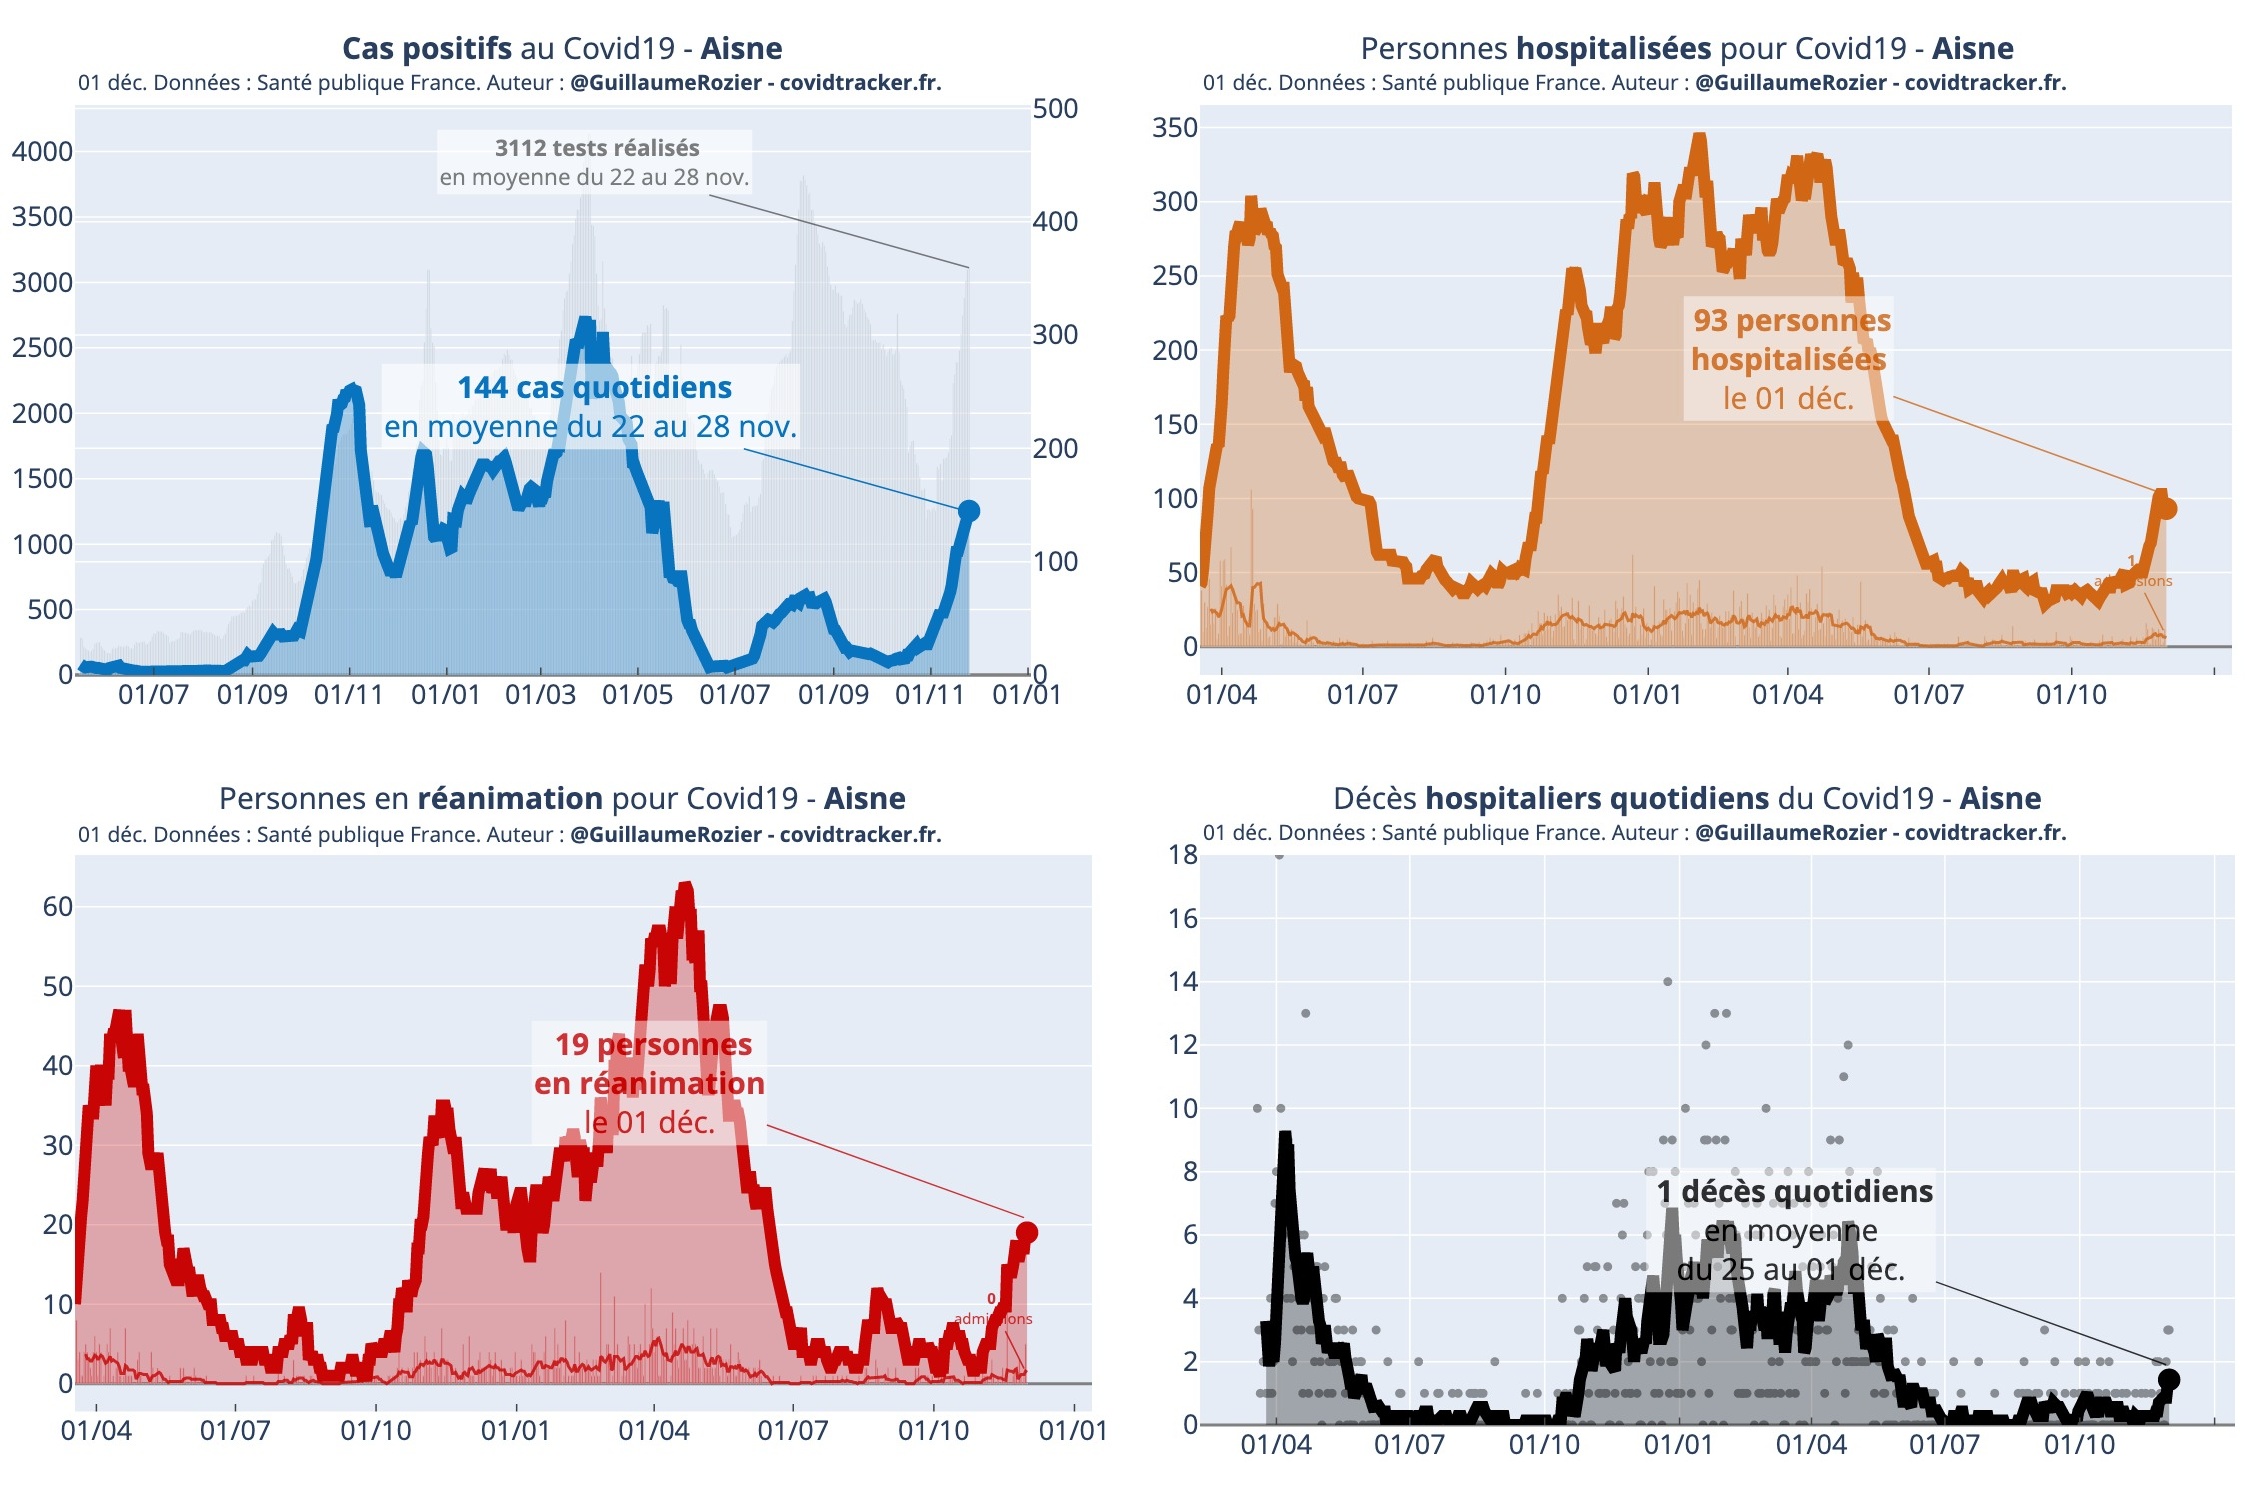 Cas positifs au Covid19 - Aisne
01 déc. Données : Santé publique France. Auteur : @GuillaumeRozier - covidtracker.fr.
4000
3500
3000
2500
2000
1500
1000
500
0
500
400
300
200
100
0
3112 tests réalisés
en moyenne du 22 au 28 nov.
144 cas quotidiens
en moyenne du 22 au 28 nov.
01/07 01/09 01/11 01/01 01/03 01/05 01/07 01/09 01/11 01/01
Personnes hospitalisées pour Covid19 - Aisne
01 déc. Données : Santé publique France. Auteur : @GuillaumeRozier - covidtracker.fr.
350
300
250
200
150
100
50
0
93 personnes
hospitalisées
le 01 déc.
1
admissions
01/04 01/07 01/10 01/01 01/04 01/07 01/10
Personnes en réanimation pour Covid19 - Aisne
01 déc. Données : Santé publique France. Auteur : @GuillaumeRozier - covidtracker.fr.
60
50
40
30
20
10
0
19 personnes
en réanimation
le 01 déc.
0
admissions
01/04 01/07 01/10 01/01 01/04 01/07 01/10 01/01
Décès hospitaliers quotidiens du Covid19 - Aisne
01 déc. Données : Santé publique France. Auteur : @GuillaumeRozier - covidtracker.fr.
18
16
14
12
10
8
6
4
2
0
1 décès quotidiens
en moyenne
du 25 au 01 déc.
01/04 01/07 01/10 01/01 01/04 01/07 01/10